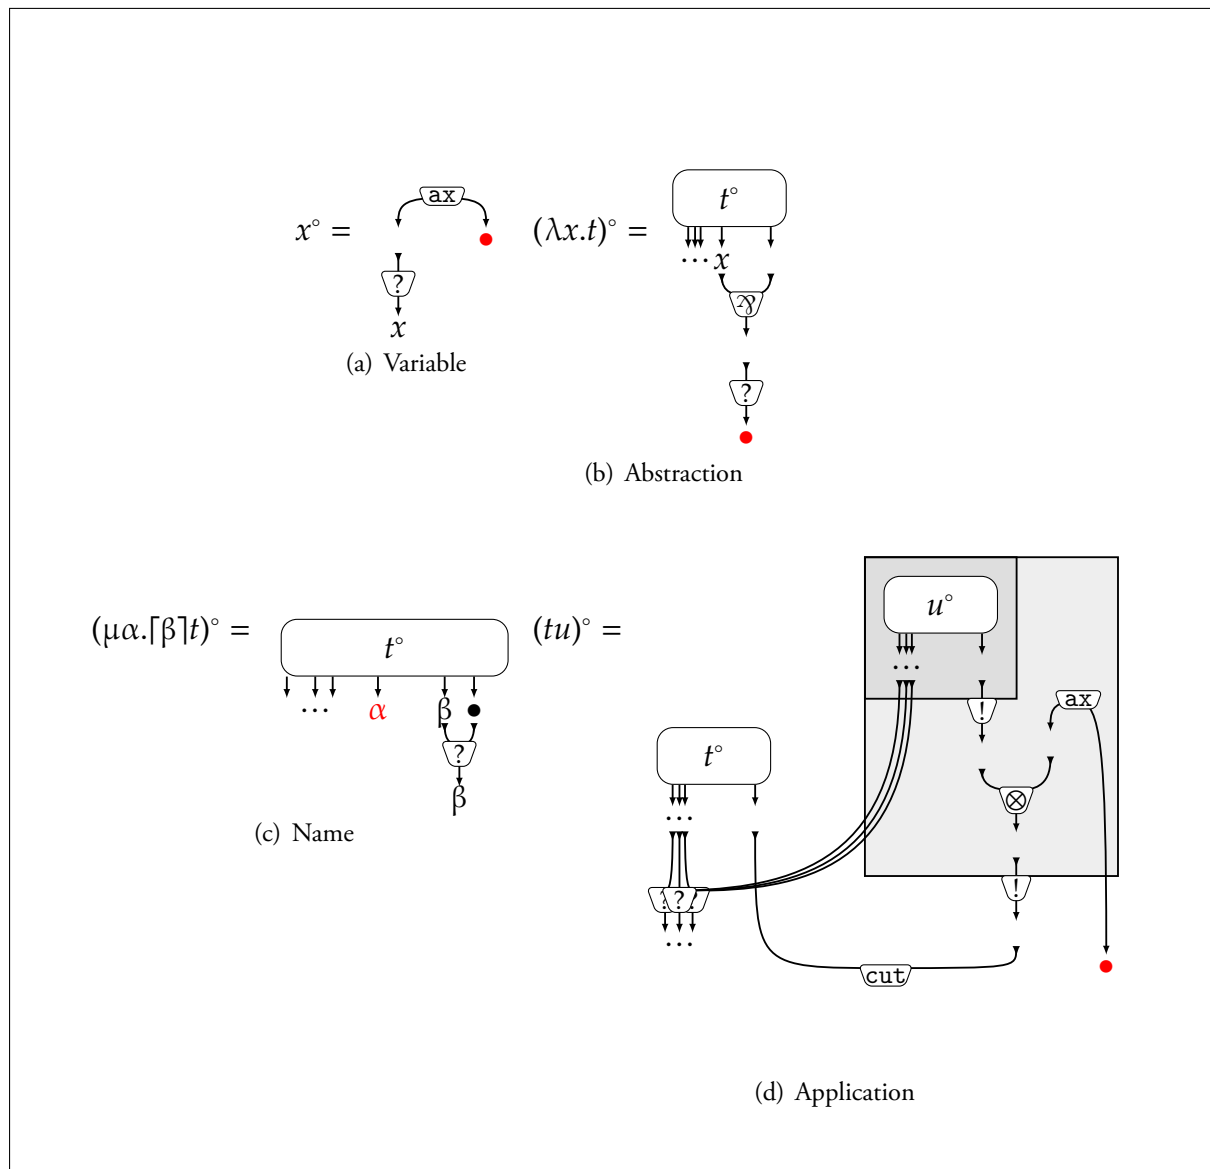 x° =
ax
?
x
(a) Variable
(λx.t)° =
t°
⋯ x
⅋
?
(b) Abstraction
(μα.⌈β⌉t)° =
t°
⋯ α β
?
β
(c) Name
(tu)° =
u°
⋯
!
ax
t°
⊗
⋯
!
? ? ?
⋯
cut
(d) Application